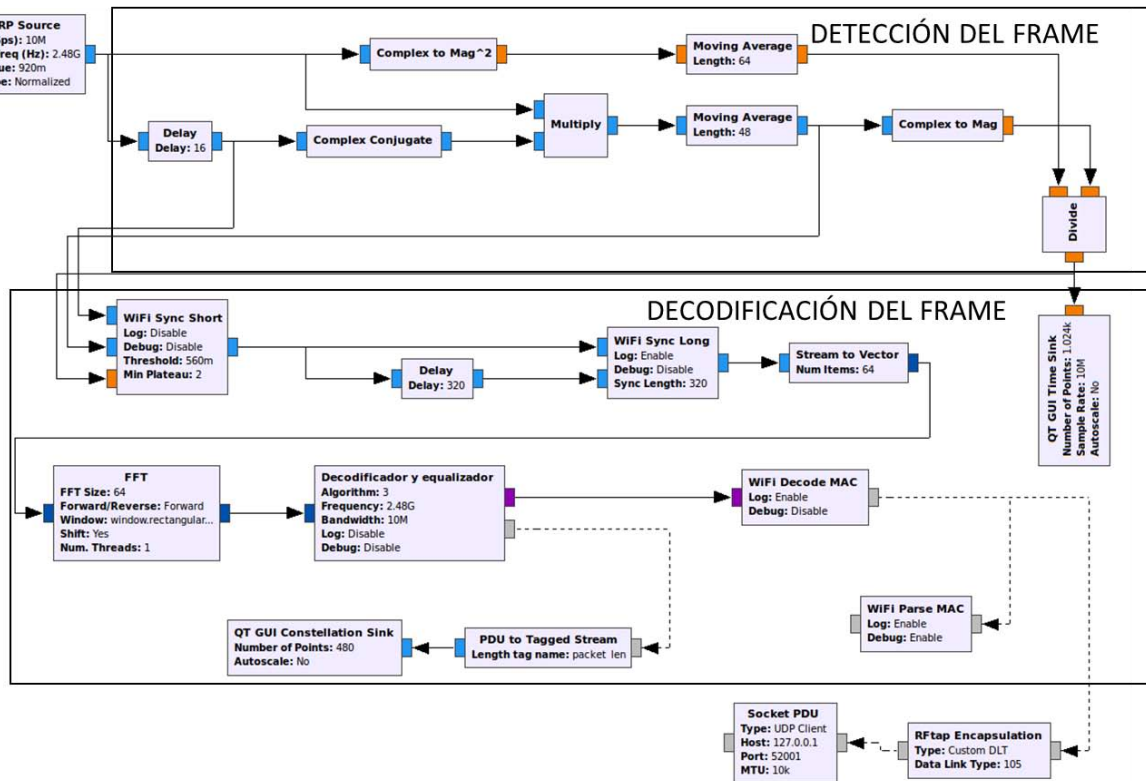 RP Source
sps): 10M
req (Hz): 2.48G
ue: 920m
pe: Normalized
DETECCIÓN DEL FRAME
Complex to Mag^2
Moving Average
Length: 64
Delay
Delay: 16
Complex Conjugate
Multiply
Moving Average
Length: 48
Complex to Mag
Divide
DECODIFICACIÓN DEL FRAME
WiFi Sync Short
Log: Disable
Debug: Disable
Threshold: 560m
Min Plateau: 2
Delay
Delay: 320
WiFi Sync Long
Log: Enable
Debug: Disable
Sync Length: 320
Stream to Vector
Num Items: 64
QT GUI Time Sink
Number of Points: 1.024k
Sample Rate: 10M
Autoscale: No
FFT
FFT Size: 64
Forward/Reverse: Forward
Window: window.rectangular...
Shift: Yes
Num. Threads: 1
Decodificador y equalizador
Algorithm: 3
Frequency: 2.48G
Bandwidth: 10M
Log: Disable
Debug: Disable
WiFi Decode MAC
Log: Enable
Debug: Disable
WiFi Parse MAC
Log: Enable
Debug: Enable
QT GUI Constellation Sink
Number of Points: 480
Autoscale: No
PDU to Tagged Stream
Length tag name: packet_len
Socket PDU
Type: UDP Client
Host: 127.0.0.1
Port: 52001
MTU: 10k
RFtap Encapsulation
Type: Custom DLT
Data Link Type: 105